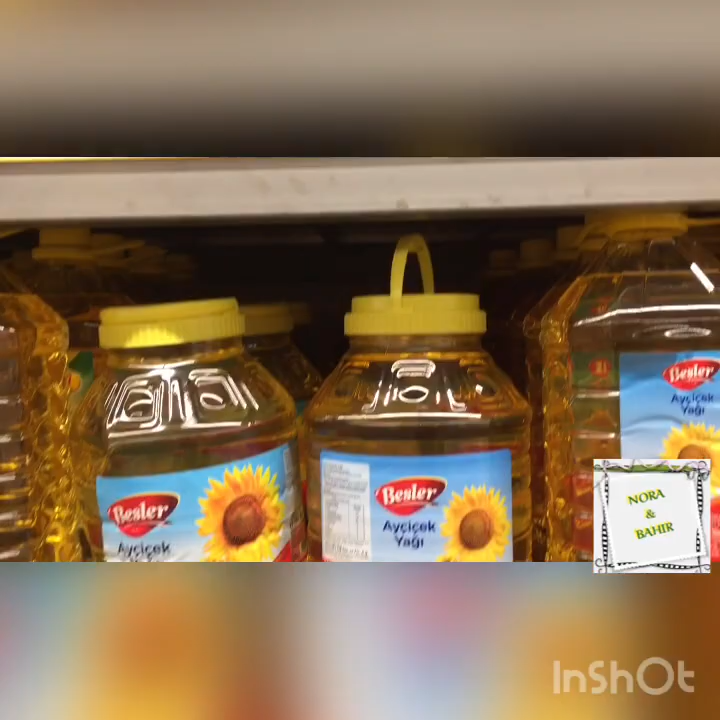 Besler
Ayçiçek
Yağı
Besler
Ayçiçek
Besler
Ayçiçek
Yağı
NORA
&
BAHIR
InShOt